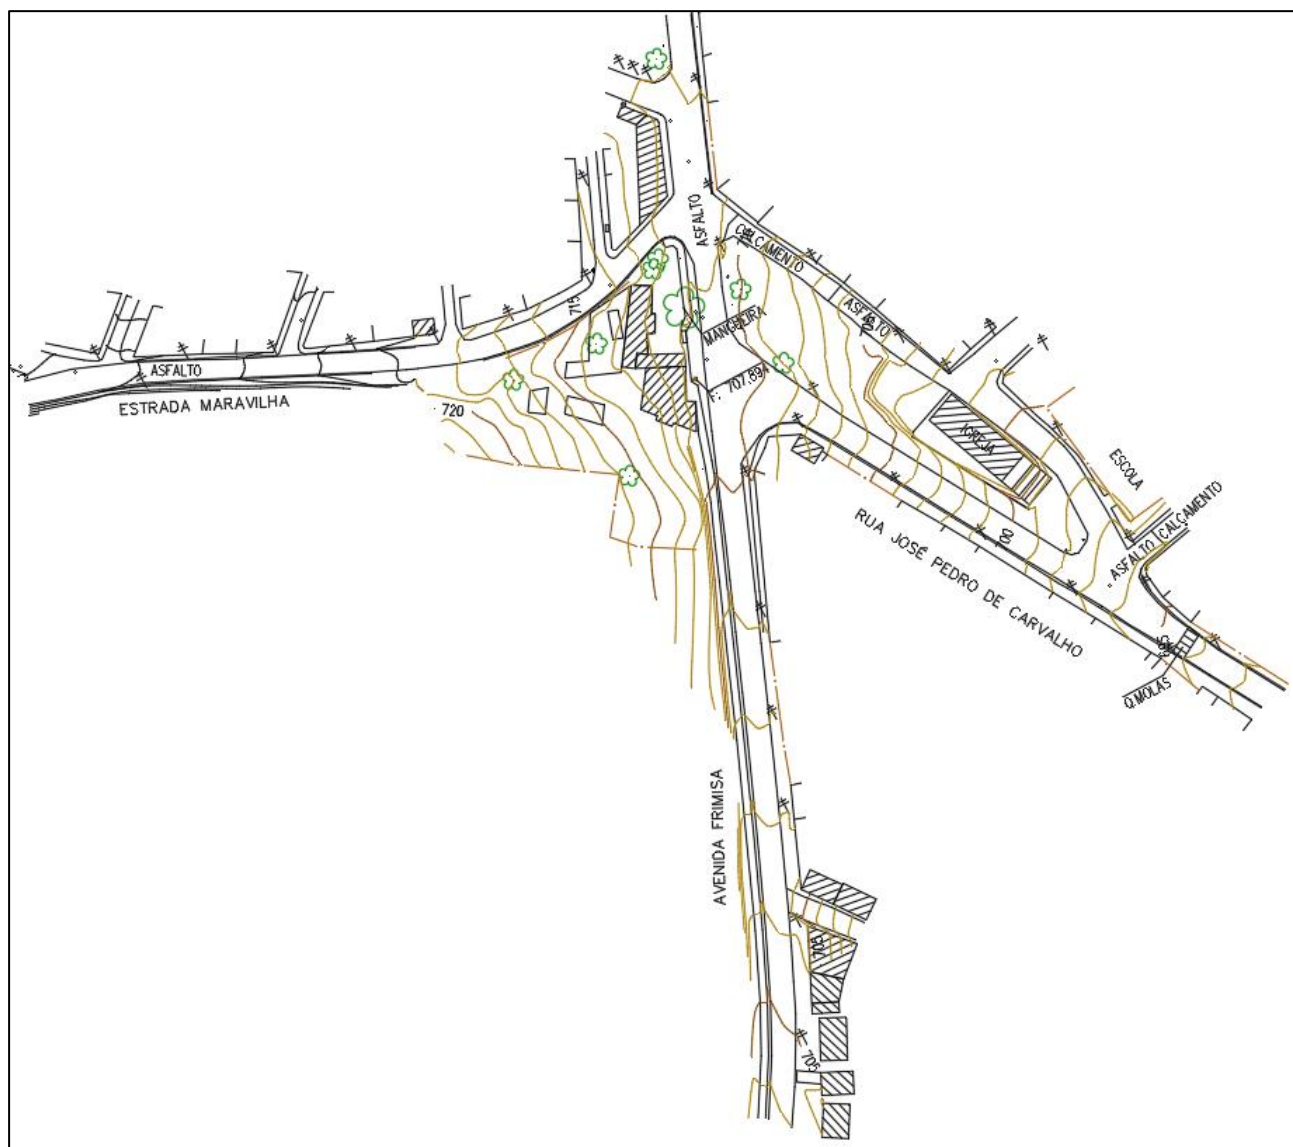 ASFALTO
CALÇAMENTO
ASFALTO
715
MANGUEIRA
F: 707,894
ASFALTO
ESTRADA MARAVILHA
720
IGREJA
ESCOLA
ASFALTO
CALÇAMENTO
RUA JOSÉ PEDRO DE CARVALHO
Q.MOLAS
AVENIDA FRIMISA
705
705